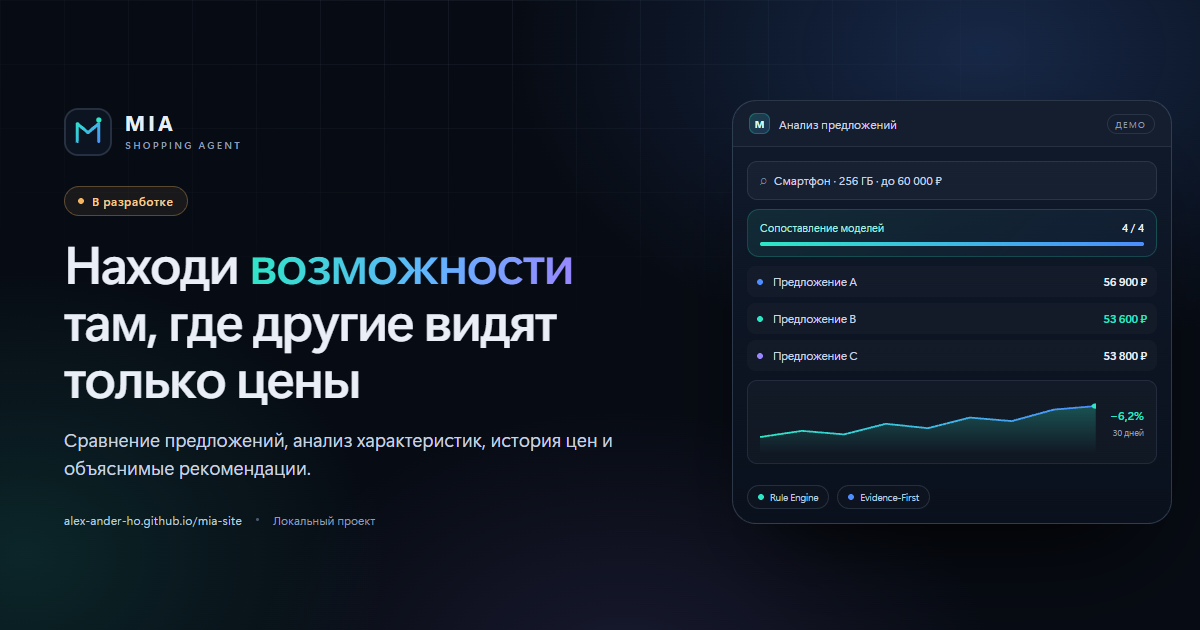 MIA
SHOPPING AGENT
В разработке
Находи возможности
там, где другие видят
только цены
Сравнение предложений, анализ характеристик, история цен и
объяснимые рекомендации.
alex-ander-ho.github.io/mia-site • Локальный проект
M Анализ предложений ДЕМО
Смартфон · 256 ГБ · до 60 000 ₽
Сопоставление моделей 4 / 4
Предложение A 56 900 ₽
Предложение B 53 600 ₽
Предложение C 53 800 ₽
−6,2%
30 дней
Rule Engine Evidence-First